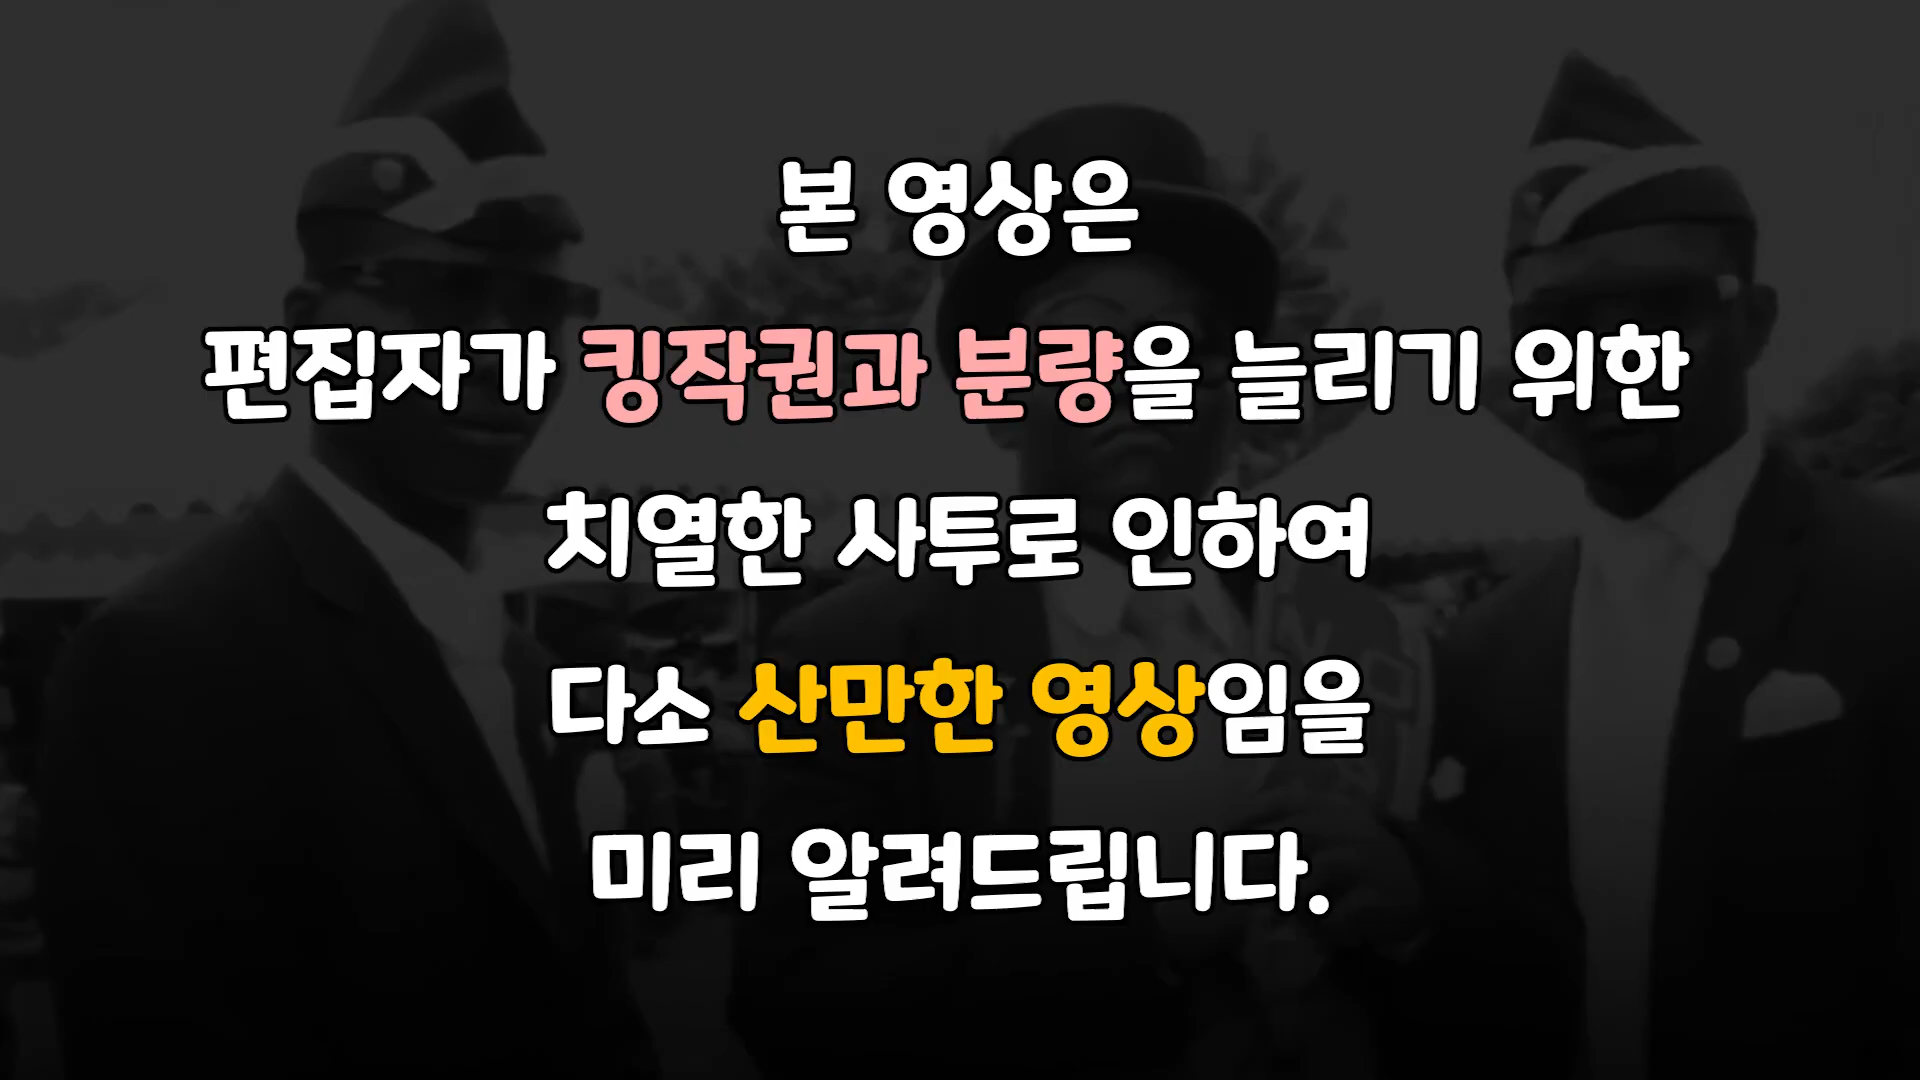 본 영상은
편집자가 킹작권과 분량을 늘리기 위한
치열한 사투로 인하여
다소 산만한 영상임을
미리 알려드립니다.